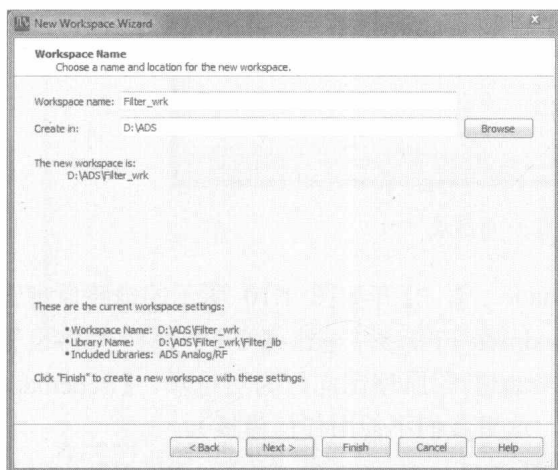 New Workspace Wizard
Workspace Name
Choose a name and location for the new workspace.
Workspace name: Filter_wrk
Create in: D:\ADS Browse
The new workspace is:
D:\ADS\Filter_wrk
These are the current workspace settings:
* Workspace Name: D:\ADS\Filter_wrk
* Library Name: D:\ADS\Filter_wrk\Filter_lib
* Included Libraries: ADS Analog/RF
Click "Finish" to create a new workspace with these settings.
< Back Next > Finish Cancel Help